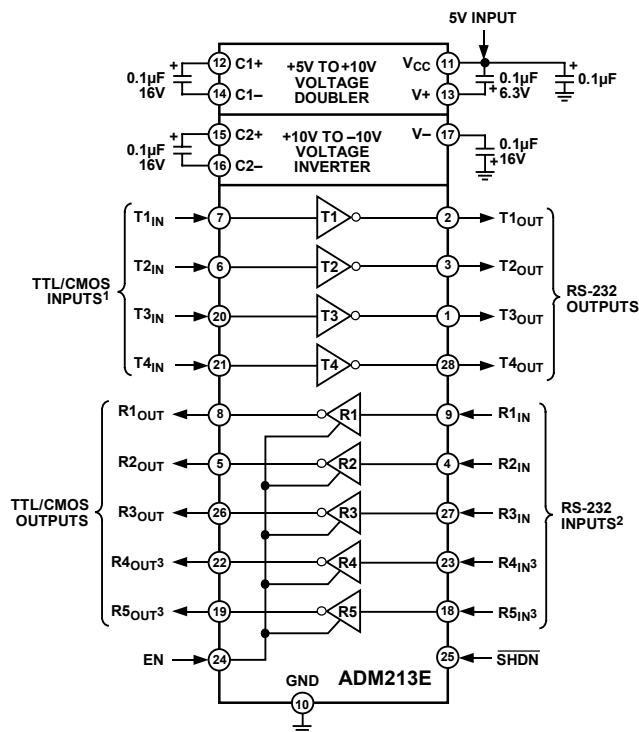 5V INPUT
0.1µF
16V
+
12
C1+
14
C1–
+5V TO +10V
VOLTAGE
DOUBLER
VCC
11
V+
13
0.1µF
6.3V
+
+
0.1µF
0.1µF
16V
+
15
C2+
16
C2–
+10V TO –10V
VOLTAGE
INVERTER
V–
17
0.1µF
16V
+
TTL/CMOS
INPUTS1
T1IN
7
T1
2
T1OUT
T2IN
6
T2
3
T2OUT
T3IN
20
T3
1
T3OUT
T4IN
21
T4
28
T4OUT
RS-232
OUTPUTS
TTL/CMOS
OUTPUTS
R1OUT
8
R1
9
R1IN
R2OUT
5
R2
4
R2IN
R3OUT
26
R3
27
R3IN
R4OUT3
22
R4
23
R4IN3
R5OUT3
19
R5
18
R5IN3
RS-232
INPUTS2
EN
24
25
SHDN
GND
10
ADM213E